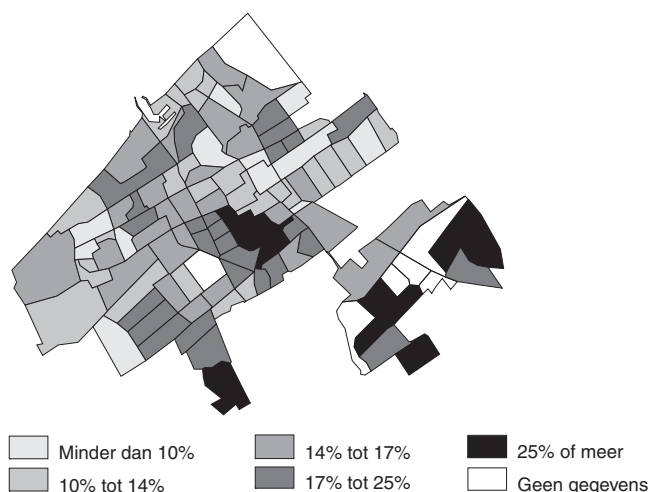 Minder dan 10%
14% tot 17%
25% of meer
10% tot 14%
17% tot 25%
Geen gegevens